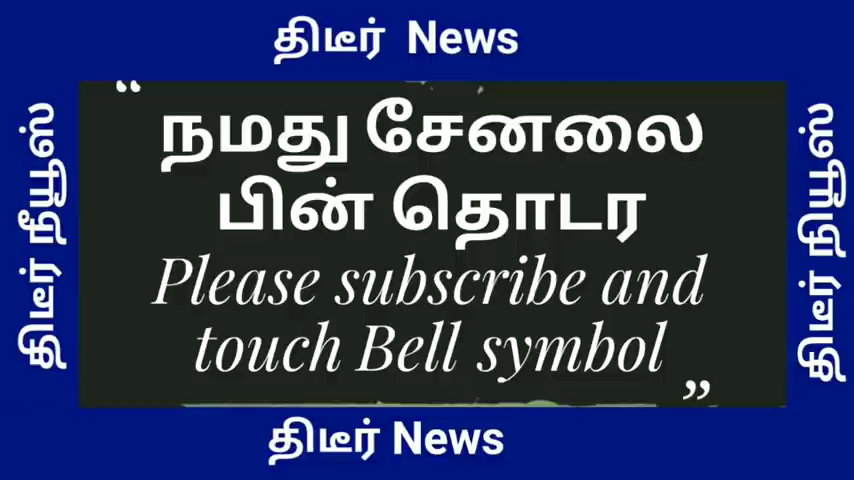 திடீர் News
“
நமது சேனலை
பின் தொடர
Please subscribe and
touch Bell symbol
”
திடீர் நீயூஸ்
திடீர் நியூஸ்
திடீர் News